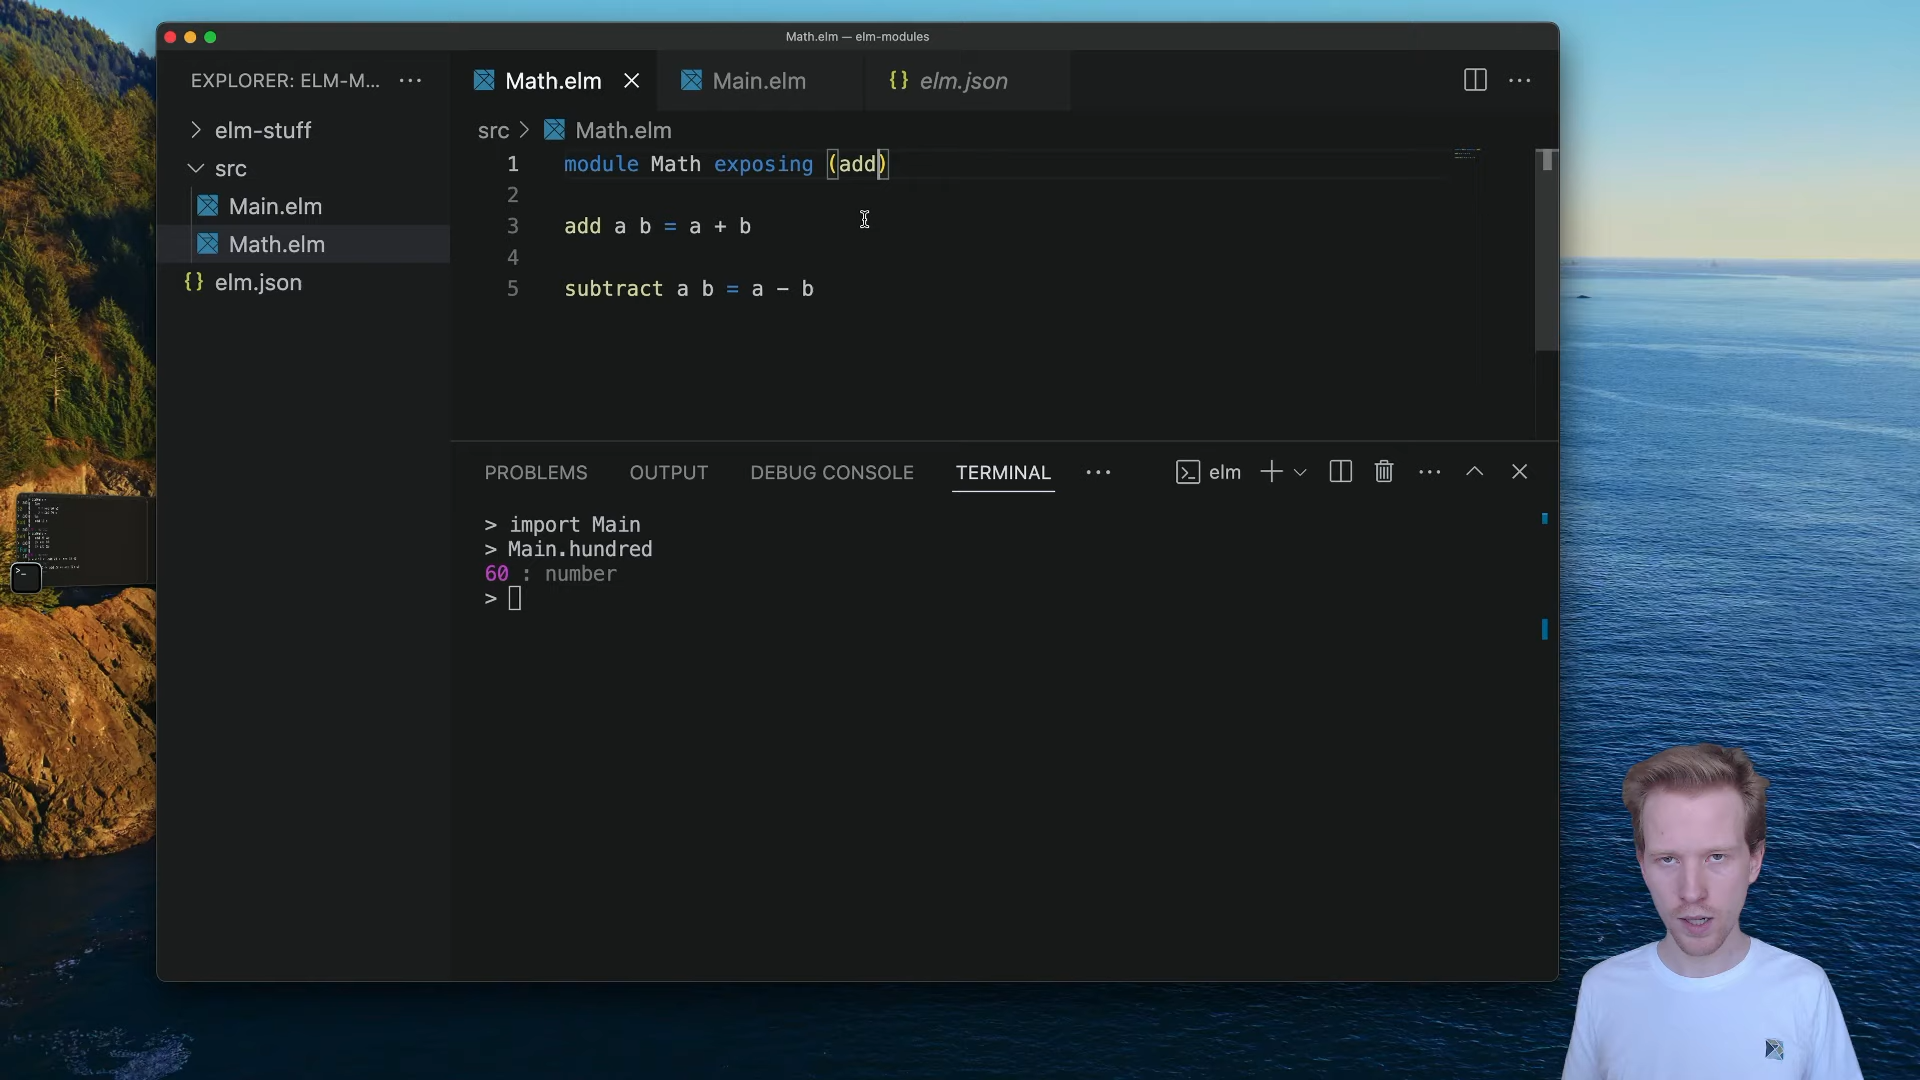 Math.elm — elm-modules
EXPLORER: ELM-M...
Math.elm
Main.elm
{} elm.json
elm-stuff
src
Main.elm
Math.elm
{} elm.json
src > Math.elm
1 module Math exposing (add)
2
3 add a b = a + b
4
5 subtract a b = a - b
PROBLEMS OUTPUT DEBUG CONSOLE TERMINAL
elm
> import Main
> Main.hundred
60 : number
>